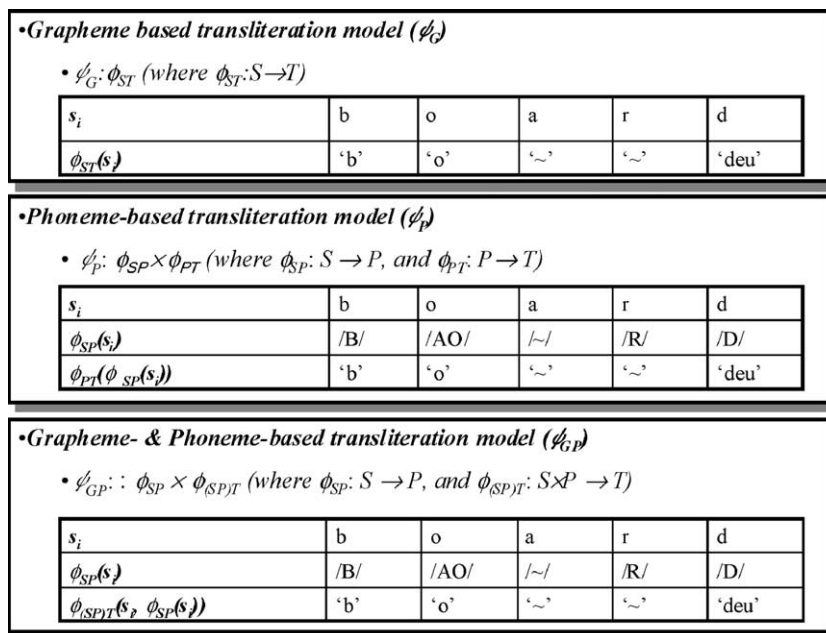 •Grapheme based transliteration model (ψG)
• ψG: ϕST (where ϕST: S→T)
si b o a r d
ϕST(si) ‘b’ ‘o’ ‘~’ ‘~’ ‘deu’
•Phoneme-based transliteration model (ψP)
• ψP: ϕSP×ϕPT (where ϕSP: S → P, and ϕPT: P→T)
si b o a r d
ϕSP(si) /B/ /AO/ /~/ /R/ /D/
ϕPT(ϕ SP(si)) ‘b’ ‘o’ ‘~’ ‘~’ ‘deu’
•Grapheme- & Phoneme-based transliteration model (ψGP)
• ψGP: : ϕSP × ϕ(SP)T (where ϕSP: S → P, and ϕ(SP)T: S×P → T)
si b o a r d
ϕSP(si) /B/ /AO/ /~/ /R/ /D/
ϕ(SP)T(si, ϕSP(si)) ‘b’ ‘o’ ‘~’ ‘~’ ‘deu’